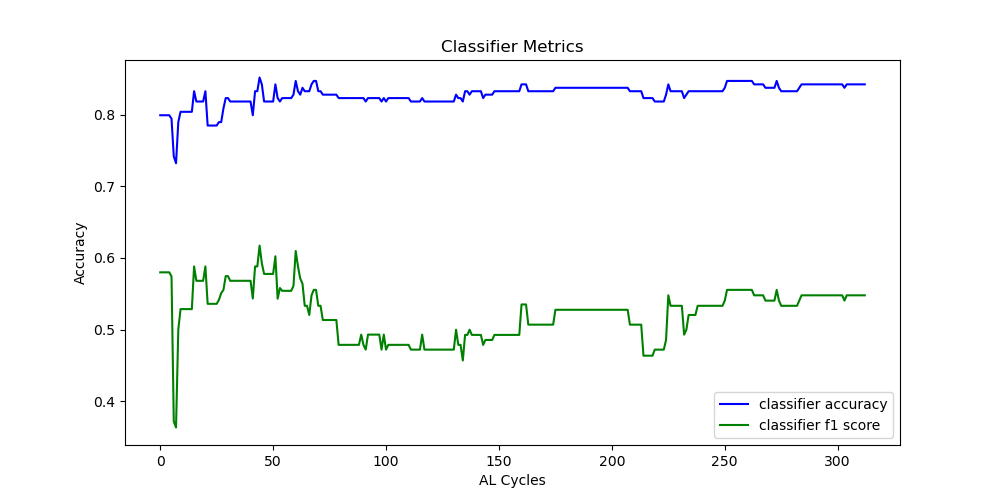 Classifier Metrics
Accuracy
0.8
0.7
0.6
0.5
0.4
0
50
100
150
200
250
300
AL Cycles
classifier accuracy
classifier f1 score